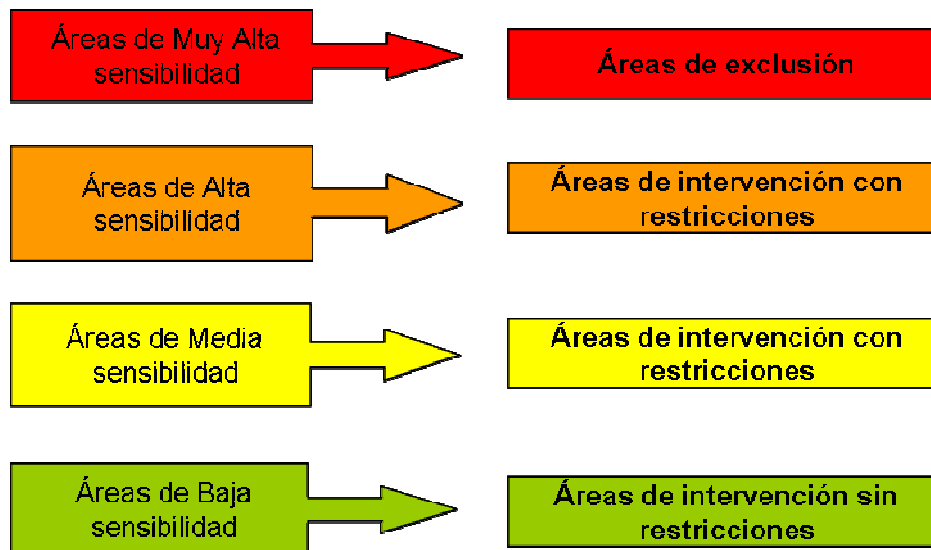 Áreas de Muy Alta
sensibilidad
Áreas de exclusión
Áreas de Alta
sensibilidad
Áreas de intervención con
restricciones
Áreas de Media
sensibilidad
Áreas de intervención con
restricciones
Áreas de Baja
sensibilidad
Áreas de intervención sin
restricciones